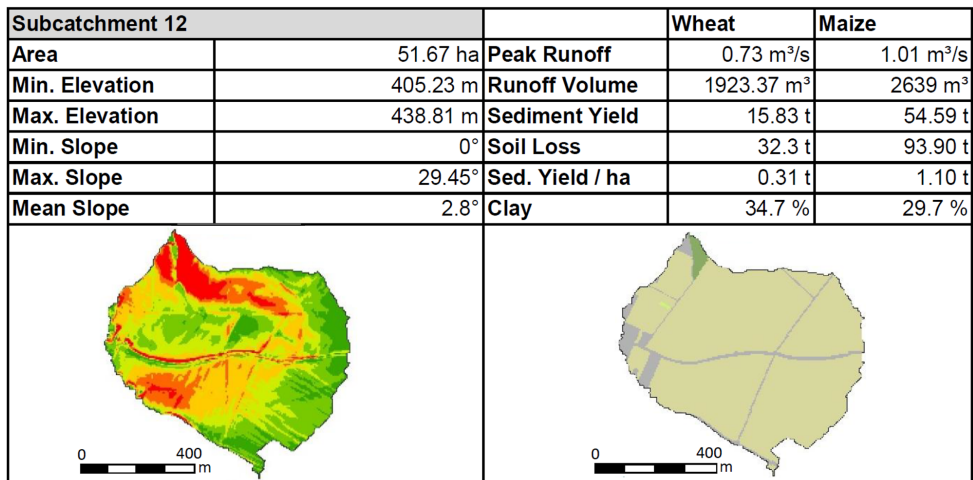 Subcatchment 12 Wheat Maize
Area 51.67 ha Peak Runoff 0.73 m³/s 1.01 m³/s
Min. Elevation 405.23 m Runoff Volume 1923.37 m³ 2639 m³
Max. Elevation 438.81 m Sediment Yield 15.83 t 54.59 t
Min. Slope 0° Soil Loss 32.3 t 93.90 t
Max. Slope 29.45° Sed. Yield / ha 0.31 t 1.10 t
Mean Slope 2.8° Clay 34.7 % 29.7 %
0 400 m
0 400 m